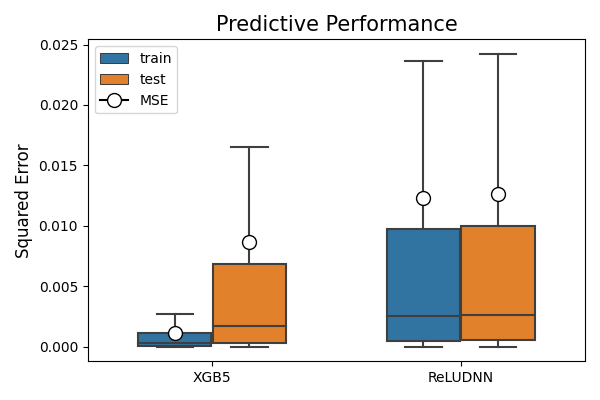 Predictive Performance
Squared Error
0.025
0.020
0.015
0.010
0.005
0.000
train
test
MSE
XGB5
ReLUDNN